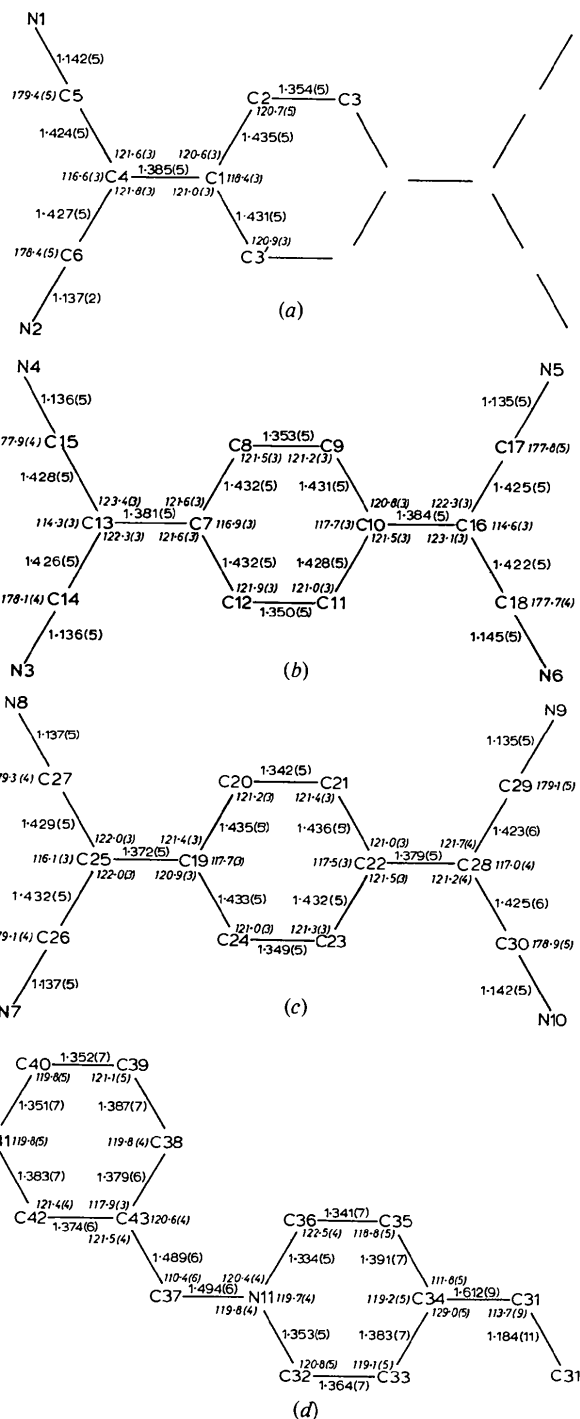 N1
1·142(5)
179·4(5) C5
1·354(5)
C2 C3
120·7(5)
1·424(5)
1·435(5)
121·6(3) 120·6(3)
116·6(3) C4 1·385(5) C1 118·4(3)
121·8(3) 121·0(3)
1·427(5)
1·431(5)
120·9(3)
178·4(5) C6
C3'
1·137(2)
N2
(a)
N4 N5
1·136(5) 1·135(5)
77·9(4) C15
C8 1·353(5) C9
C17 177·8(5)
121·5(3) 121·2(3)
1·428(5) 1·432(5) 1·431(5) 1·425(5)
123·4(3) 121·6(3) 120·8(3) 122·3(3)
114·3(3) C13 1·381(5) C7 116·9(3) 117·7(3) C10 1·384(5) C16 114·6(3)
122·3(3) 121·6(3) 121·5(3) 123·1(3)
1·426(5) 1·432(5) 1·428(5) 1·422(5)
121·9(3) 121·0(3)
178·1(4) C14 C12 1·350(5) C11 C18 177·7(4)
1·136(5) 1·145(5)
N3 N6
(b)
N8 N9
1·137(5) 1·135(5)
79·3(4) C27 C20 1·342(5) C21 C29 179·1(5)
121·2(3) 121·4(3)
1·429(5) 1·435(5) 1·436(5) 1·423(6)
122·0(3) 121·4(3) 121·0(3) 121·7(4)
116·1(3) C25 1·372(5) C19 117·7(3) 117·5(3) C22 1·379(5) C28 117·0(4)
122·0(3) 120·9(3) 121·5(3) 121·2(4)
1·432(5) 1·433(5) 1·432(5) 1·425(6)
121·0(3) 121·3(3)
79·1(4) C26 C24 1·349(5) C23 C30 178·9(5)
1·137(5) 1·142(5)
N7 N10
(c)
C40 1·352(7) C39
119·8(5) 121·1(5)
1·351(7) 1·387(7)
41 119·8(5) 119·8(4) C38
1·383(7) 1·379(6)
121·4(4) 117·9(3)
C42 1·374(6) C43 120·6(4)
121·5(4)
C36 1·341(7) C35
122·5(4) 118·8(5)
1·489(6) 1·334(5) 1·391(7)
110·4(6) 120·4(4) 111·8(5)
C37 1·494(6) N11 119·7(4) 119·2(5) C34 1·612(9) C31
119·8(4) 129·0(5) 113·7(9)
1·353(5) 1·383(7) 1·184(11)
120·8(5) 119·1(5)
C32 1·364(7) C33 C31
(d)